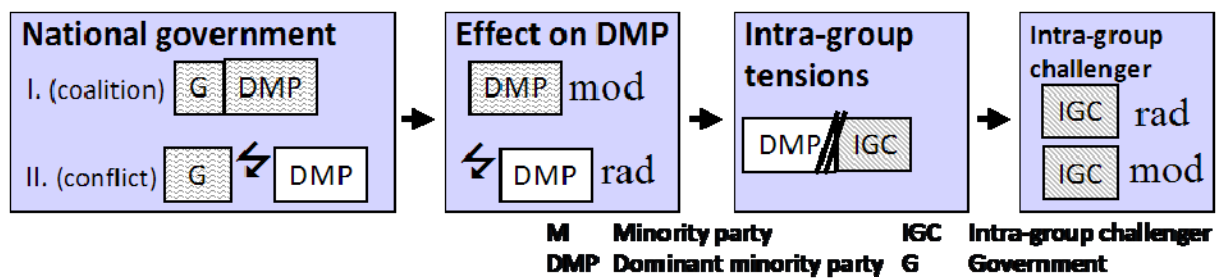 National government
I. (coalition) G DMP
II. (conflict) G DMP
Effect on DMP
DMP mod
DMP rad
Intra-group
tensions
DMP IGC
Intra-group
challenger
IGC rad
IGC mod
M Minority party IGC Intra-group challenger
DMP Dominant minority party G Government